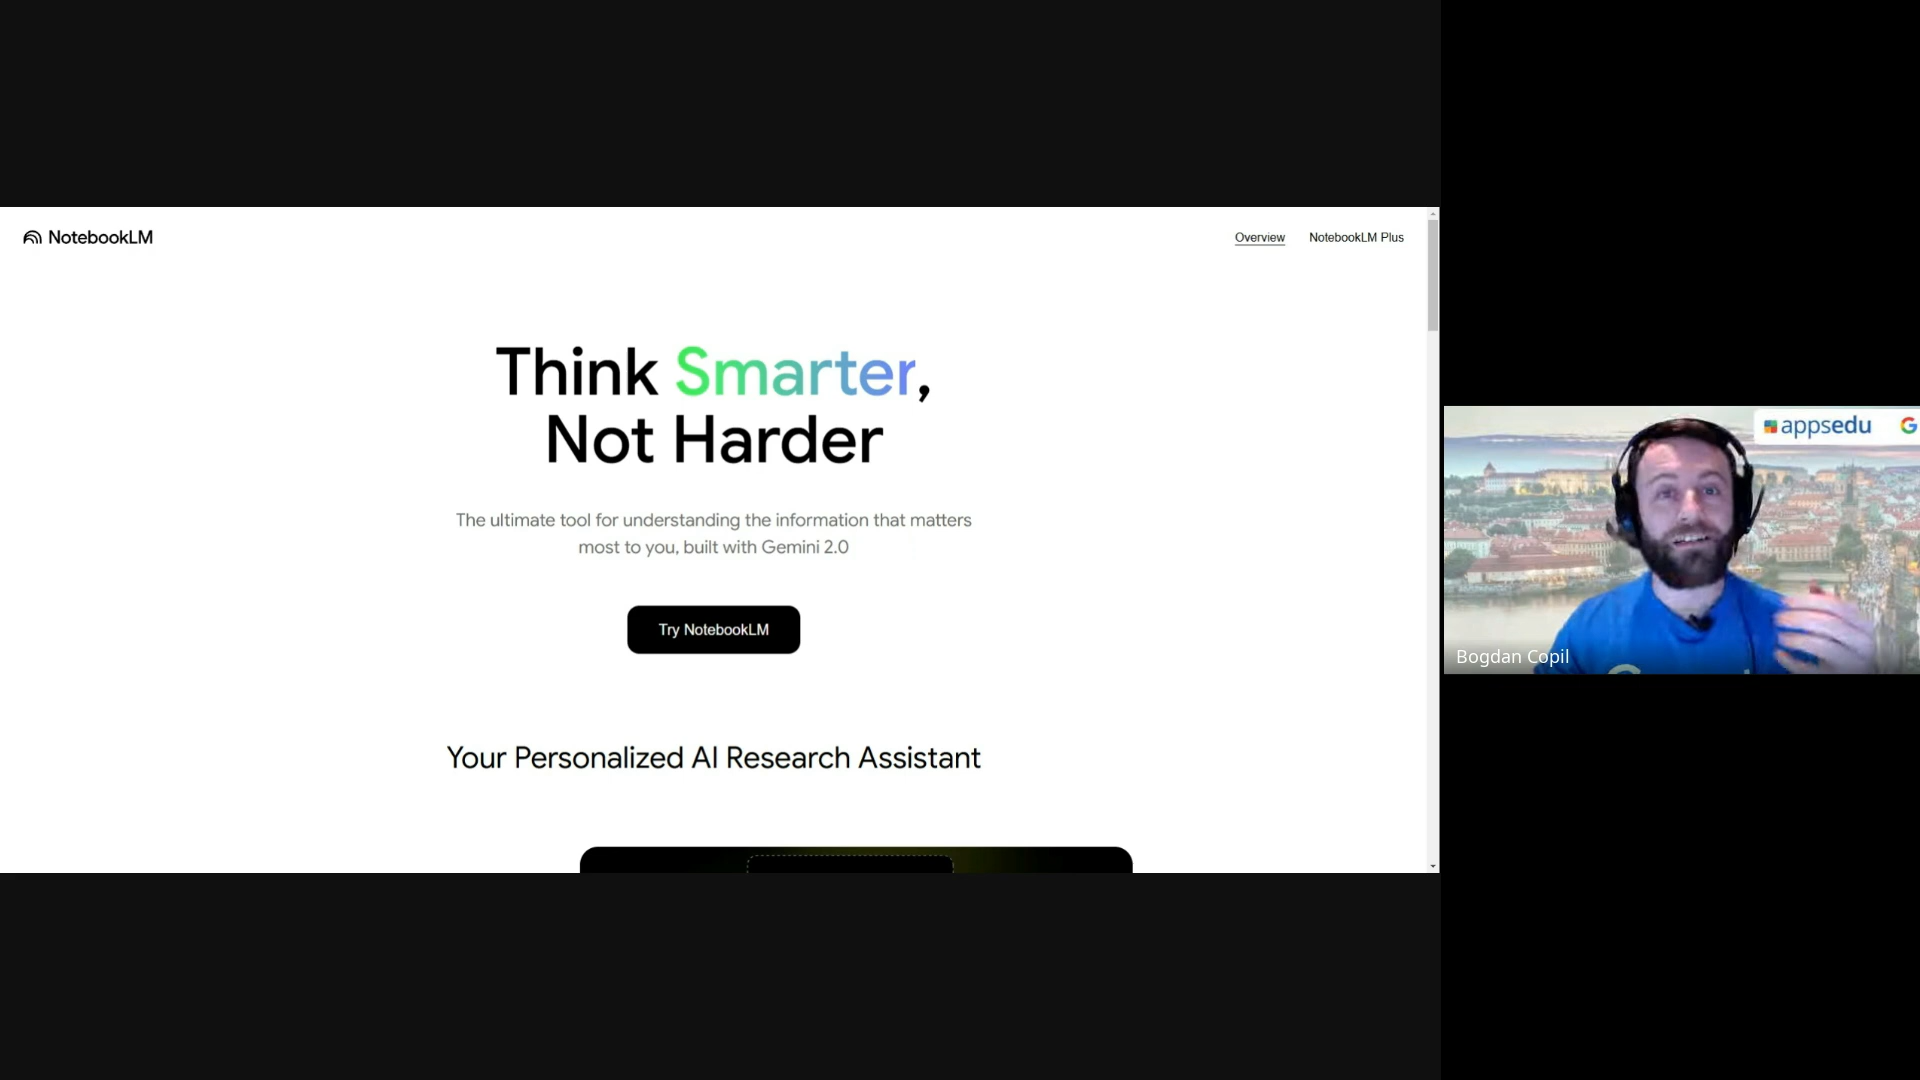 NotebookLM
Overview
NotebookLM Plus
Think Smarter,
Not Harder
The ultimate tool for understanding the information that matters
most to you, built with Gemini 2.0
Try NotebookLM
Your Personalized AI Research Assistant
appsedu
G
Bogdan Copil